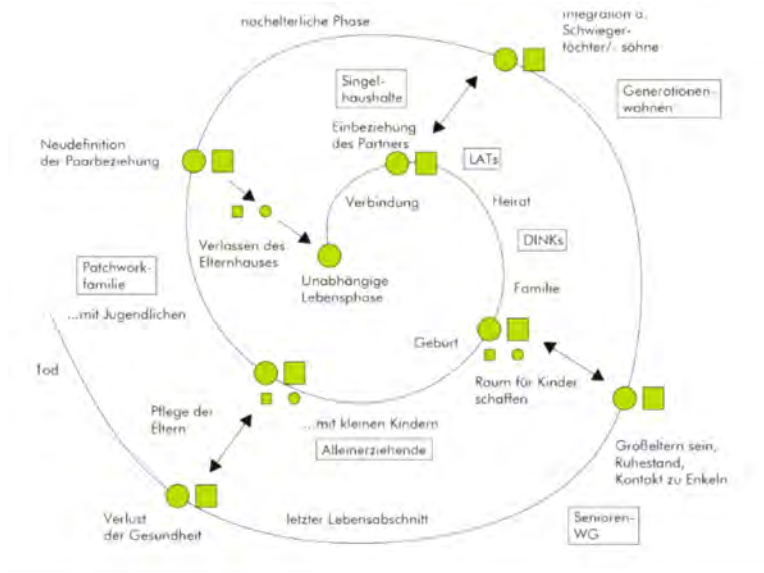 nachelterliche Phase
Integration d.
Schwieger-
töchter/- söhne
Singel-
haushalte
Generationen-
wohnen
Einbeziehung
des Partners
Neudefinition
der Paarbeziehung
LATs
Verbindung
Heirat
Verlassen des
Elternhauses
DINKs
Patchwork-
familie
Unabhängige
Lebensphase
Familie
...mit Jugendlichen
Geburt
Tod
Raum für Kinder
schaffen
Pflege der
Eltern
...mit kleinen Kindern
Alleinerziehende
Großeltern sein,
Ruhestand,
Kontakt zu Enkeln
Verlust
der Gesundheit
letzter Lebensabschnitt
Senioren-
WG